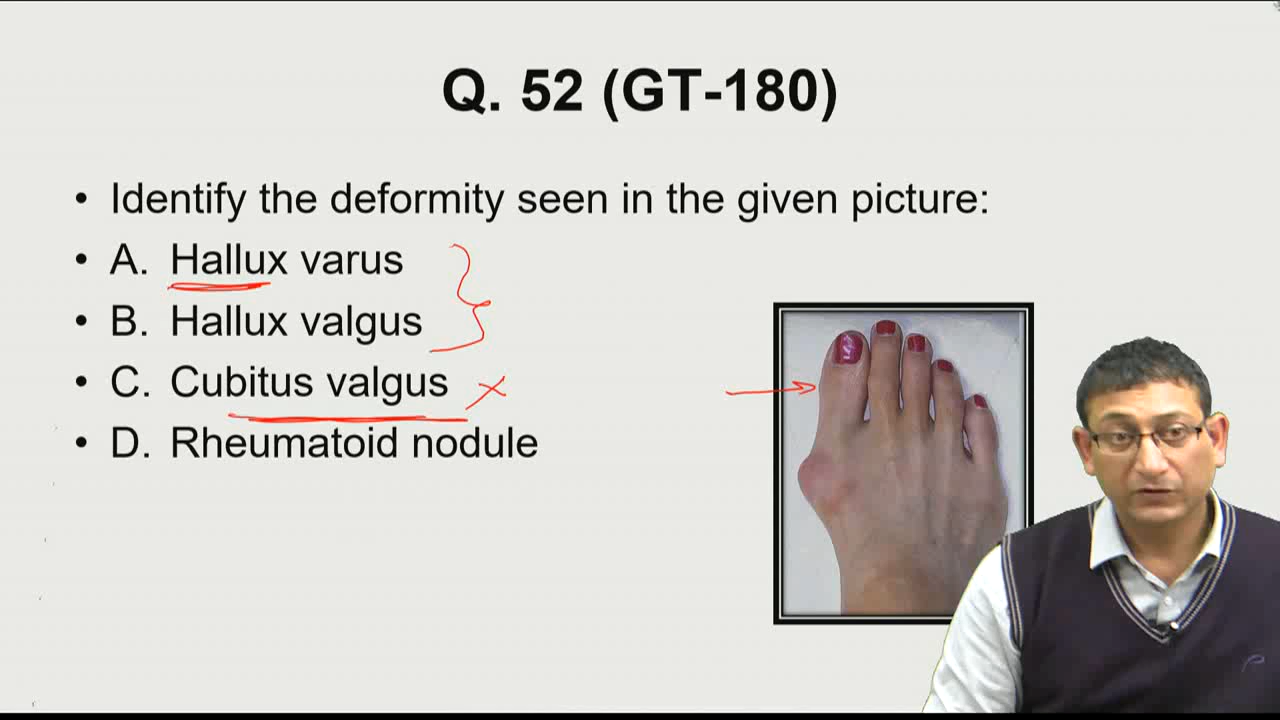 Q. 52 (GT-180)
• Identify the deformity seen in the given picture:
• A. Hallux varus
• B. Hallux valgus
• C. Cubitus valgus
• D. Rheumatoid nodule